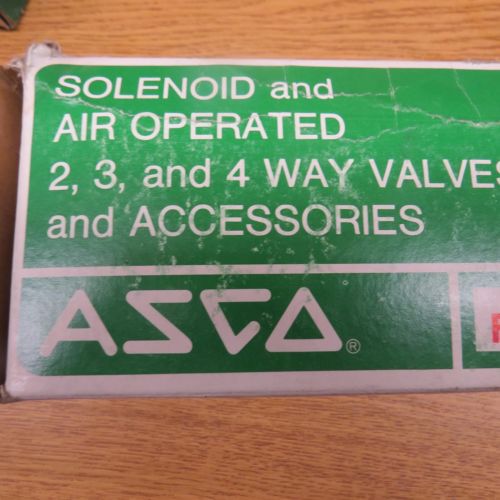 SOLENOID and
AIR OPERATED
2, 3, and 4 WAY VALVES
and ACCESSORIES
ASCO®